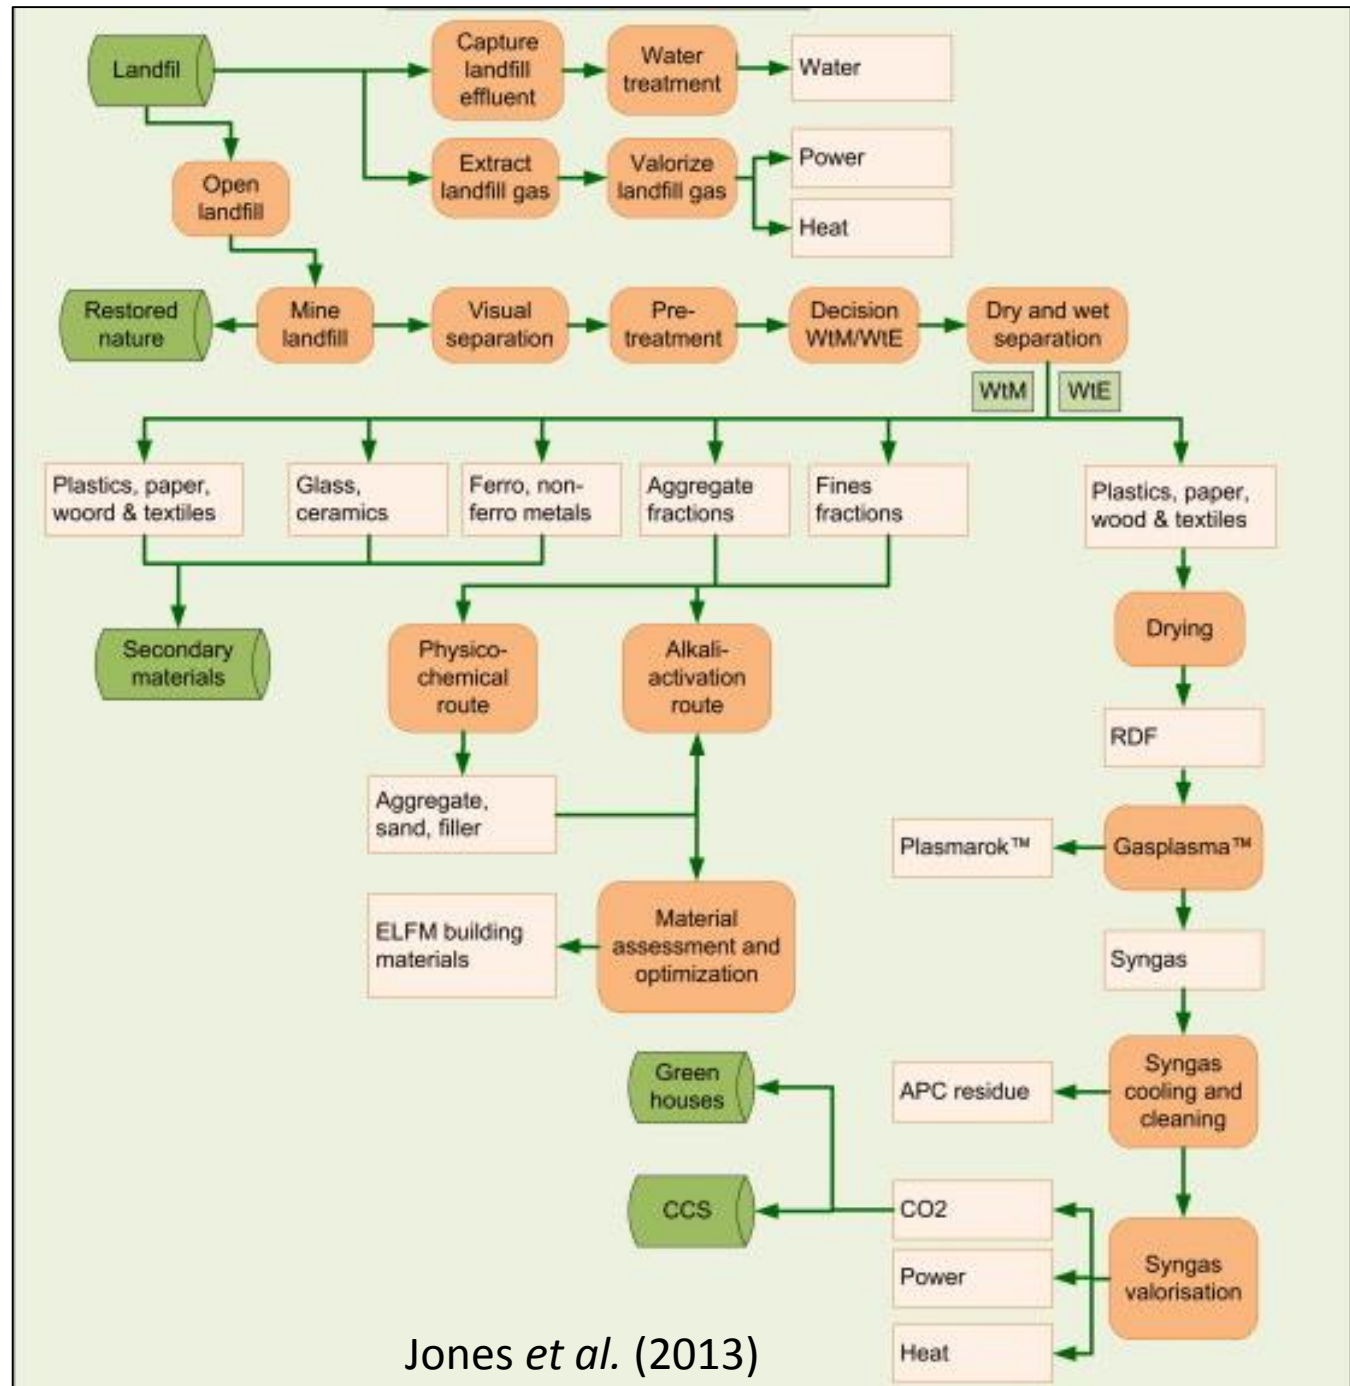 Landfil
Capture
landfill
effluent
Water
treatment
Water
Extract
landfill gas
Valorize
landfill gas
Power
Heat
Open
landfill
Restored
nature
Mine
landfill
Visual
separation
Pre-
treatment
Decision
WtM/WtE
Dry and wet
separation
WtM
WtE
Plastics, paper,
woord & textiles
Glass,
ceramics
Ferro, non-
ferro metals
Aggregate
fractions
Fines
fractions
Plastics, paper,
wood & textiles
Secondary
materials
Physico-
chemical
route
Alkali-
activation
route
Drying
RDF
Aggregate,
sand, filler
Plasmarok™
Gasplasma™
ELFM building
materials
Material
assessment and
optimization
Syngas
Green
houses
APC residue
Syngas
cooling and
cleaning
CCS
CO2
Power
Heat
Syngas
valorisation
Jones et al. (2013)